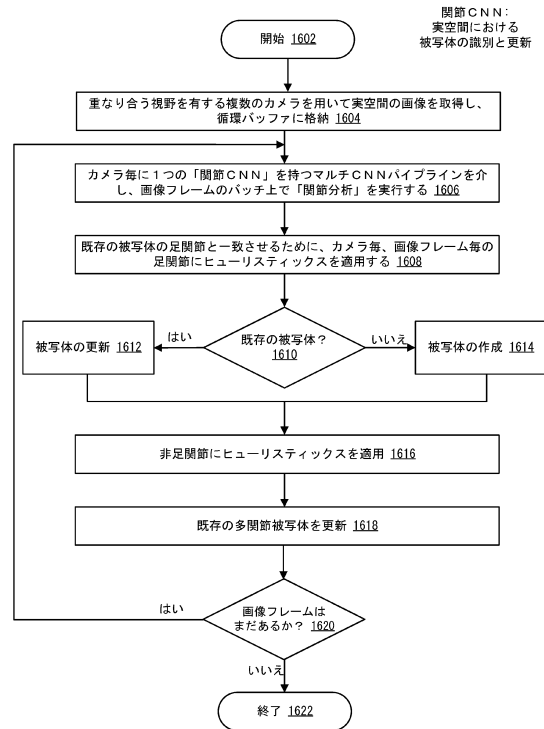 関節CNN:
実空間における
被写体の識別と更新
開始 1602
重なり合う視野を有する複数のカメラを用いて実空間の画像を取得し、
循環バッファに格納 1604
カメラ毎に1つの「関節CNN」を持つマルチCNNパイプラインを介
し、画像フレームのバッチ上で「関節分析」を実行する 1606
既存の被写体の足関節と一致させるために、カメラ毎、画像フレーム毎の
足関節にヒューリスティックスを適用する 1608
既存の被写体?
1610
はい
いいえ
被写体の更新 1612
被写体の作成 1614
非足関節にヒューリスティックスを適用 1616
既存の多関節被写体を更新 1618
画像フレームは
まだあるか? 1620
はい
いいえ
終了 1622